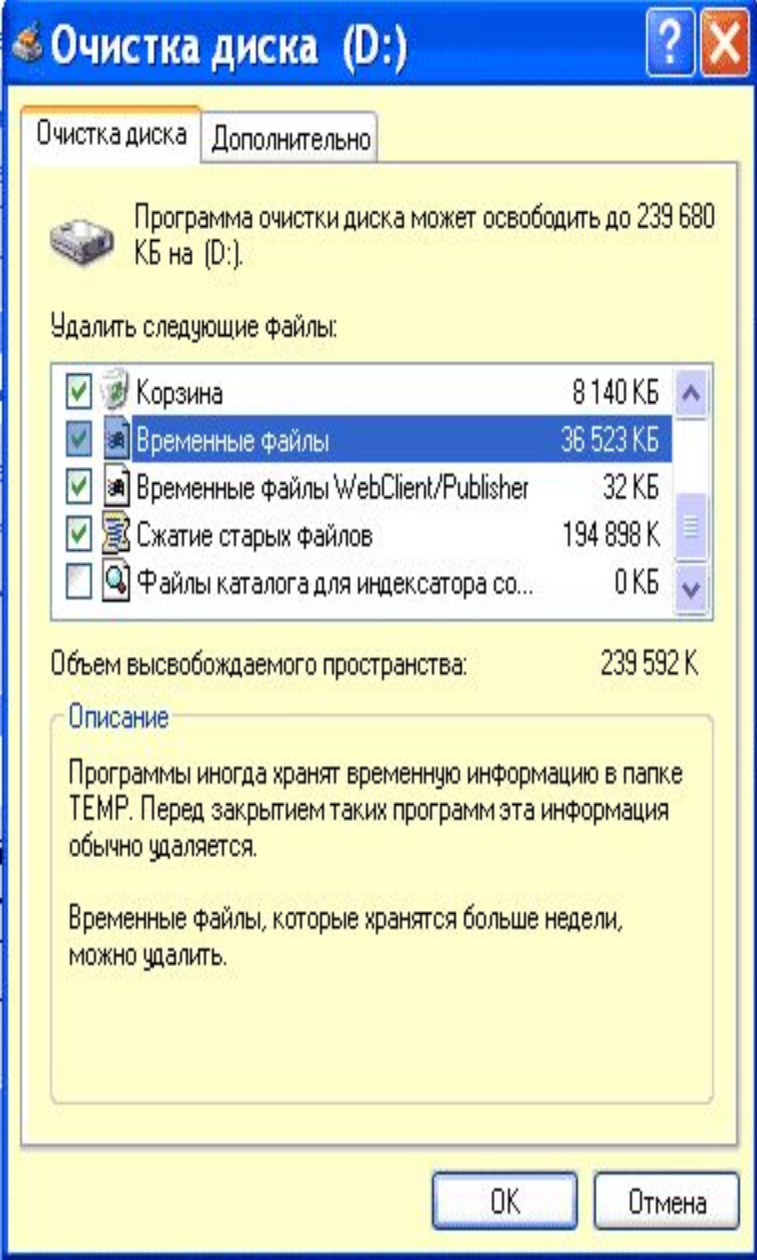 Очистка диска (D:)
Очистка диска
Дополнительно
Программа очистки диска может освободить до 239 680
КБ на (D:).
Удалить следующие файлы:
Корзина 8 140 КБ
Временные файлы 36 523 КБ
Временные файлы WebClient/Publisher 32 КБ
Сжатие старых файлов 194 898 К
Файлы каталога для индексатора со... 0 КБ
Объем высвобождаемого пространства: 239 592 К
Описание
Программы иногда хранят временную информацию в папке
TEMP. Перед закрытием таких программ эта информация
обычно удаляется.
Временные файлы, которые хранятся больше недели,
можно удалить.
OK
Отмена